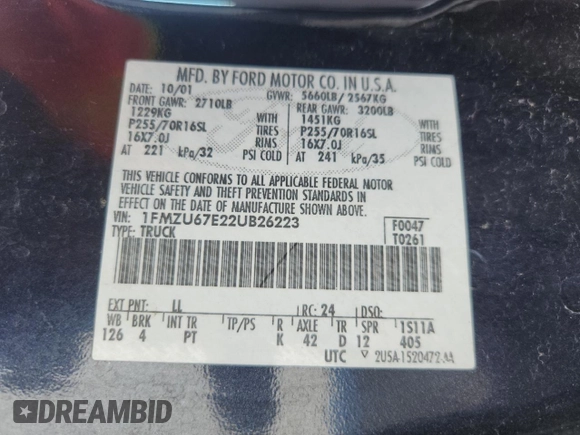 MFD. BY FORD MOTOR CO. IN U.S.A.
DATE: 10/01 GVWR: 5660LB/ 2567KG
FRONT GAWR: 2710LB REAR GAWR: 3200LB
1229KG WITH 1451KG WITH
P255/70R16SL TIRES P255/70R16SL TIRES
16X7.0J RIMS 16X7.0J RIMS
AT 221 kPa/32 PSI COLD AT 241 kPa/35 PSI COLD
THIS VEHICLE CONFORMS TO ALL APPLICABLE FEDERAL MOTOR
VEHICLE SAFETY AND THEFT PREVENTION STANDARDS IN
EFFECT ON THE DATE OF MANUFACTURE SHOWN ABOVE.
VIN: 1FMZU67E22UB26223 F0047
TYPE: TRUCK T0261
EXT PNT: LL RC: 24 DSO:
WB BRK INT TR TP/PS R AXLE TR SPR 1S11A
126 4 PT K 42 D 12 405
UTC 2USA-1520472-AA
DREAMBID